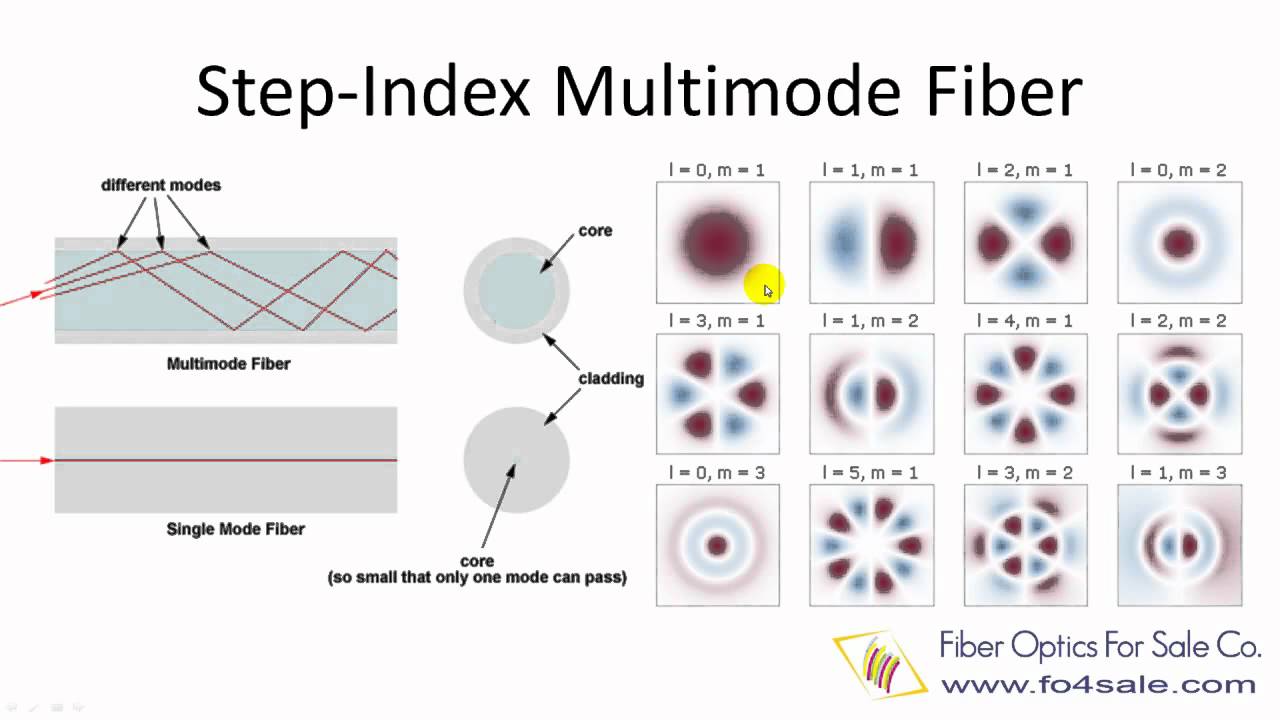 Step-Index Multimode Fiber
different modes
core
Multimode Fiber
cladding
Single Mode Fiber
core
(so small that only one mode can pass)
l = 0, m = 1
l = 1, m = 1
l = 2, m = 1
l = 0, m = 2
l = 3, m = 1
l = 1, m = 2
l = 4, m = 1
l = 2, m = 2
l = 0, m = 3
l = 5, m = 1
l = 3, m = 2
l = 1, m = 3
Fiber Optics For Sale Co.
www.fo4sale.com